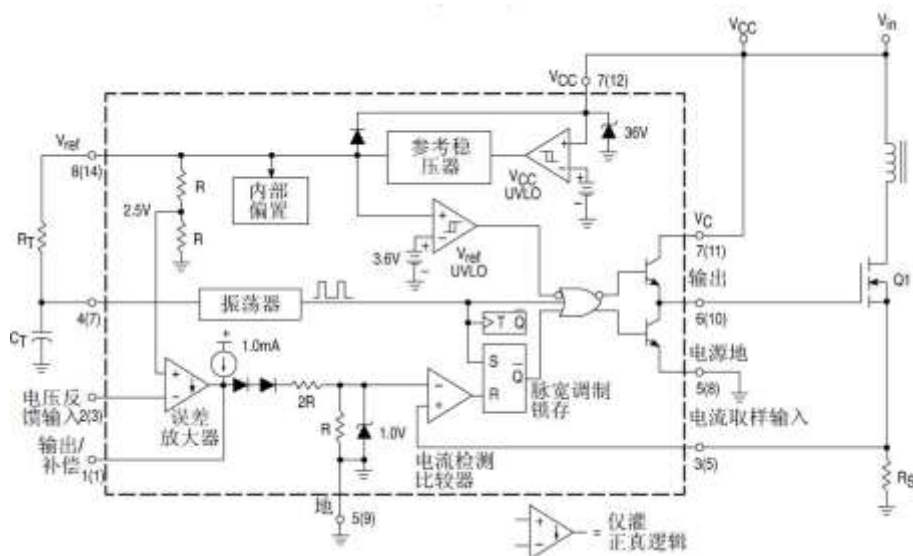 VCC
Vin
VCC
7(12)
36V
Vref
8(14)
参考稳
压器
VCC
UVLO
R
内部
偏置
2.5V
R
RT
3.6V
Vref
UVLO
VC
7(11)
输出
6(10)
Q1
振荡器
4(7)
CT
1.0mA
T Q
S
Q
R
脉宽调制
锁存
电源地
5(8)
电压反
馈输入
2(3)
误差
放大器
2R
R
1.0V
电流检测
比较器
电流取样输入
3(5)
RS
输出/
补偿
1(1)
地
5(9)
= 仅灌
正真逻辑